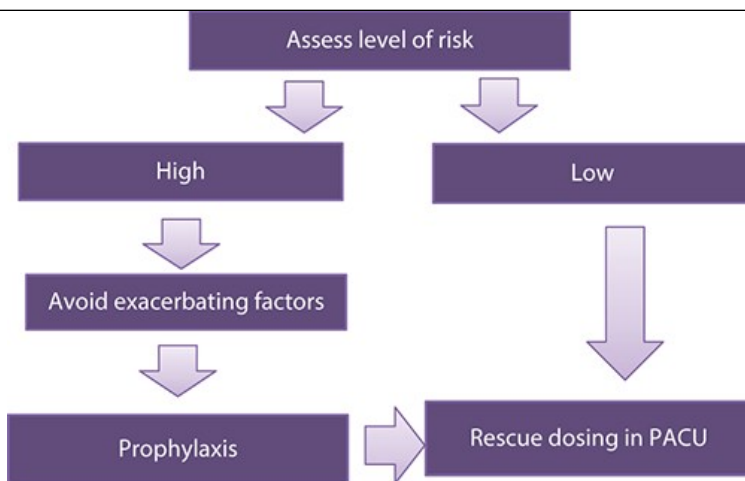 Assess level of risk
High
Low
Avoid exacerbating factors
Prophylaxis
Rescue dosing in PACU